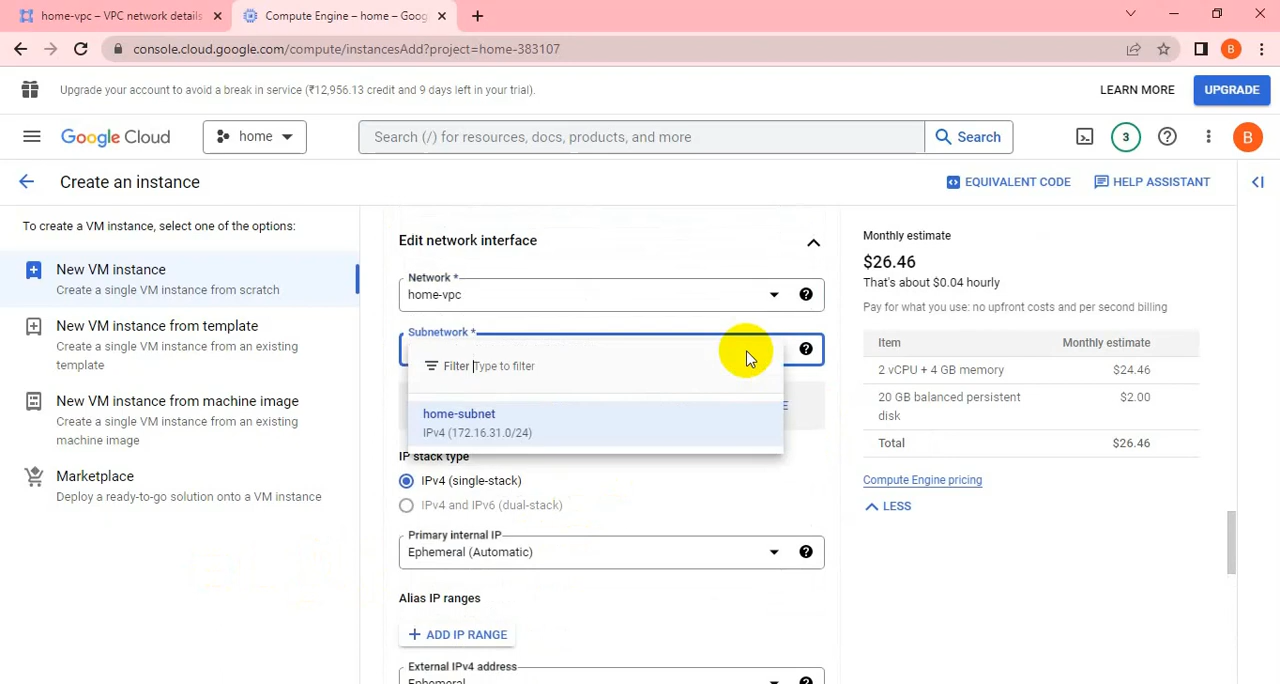 home-vpc – VPC network details
Compute Engine – home – Goog
console.cloud.google.com/compute/instancesAdd?project=home-383107
B
Upgrade your account to avoid a break in service (₹12,956.13 credit and 9 days left in your trial).
LEARN MORE
UPGRADE
Google Cloud
home
Search (/) for resources, docs, products, and more
Search
3
B
Create an instance
EQUIVALENT CODE
HELP ASSISTANT
To create a VM instance, select one of the options:
New VM instance
Create a single VM instance from scratch
New VM instance from template
Create a single VM instance from an existing
template
New VM instance from machine image
Create a single VM instance from an existing
machine image
Marketplace
Deploy a ready-to-go solution onto a VM instance
Edit network interface
Network *
home-vpc
Subnetwork *
Filter Type to filter
home-subnet
IPv4 (172.16.31.0/24)
E
IP stack type
IPv4 (single-stack)
IPv4 and IPv6 (dual-stack)
Primary internal IP
Ephemeral (Automatic)
Alias IP ranges
ADD IP RANGE
External IPv4 address
Ephemeral
Monthly estimate
$26.46
That's about $0.04 hourly
Pay for what you use: no upfront costs and per second billing
Item Monthly estimate
2 vCPU + 4 GB memory $24.46
20 GB balanced persistent $2.00
disk
Total $26.46
Compute Engine pricing
LESS